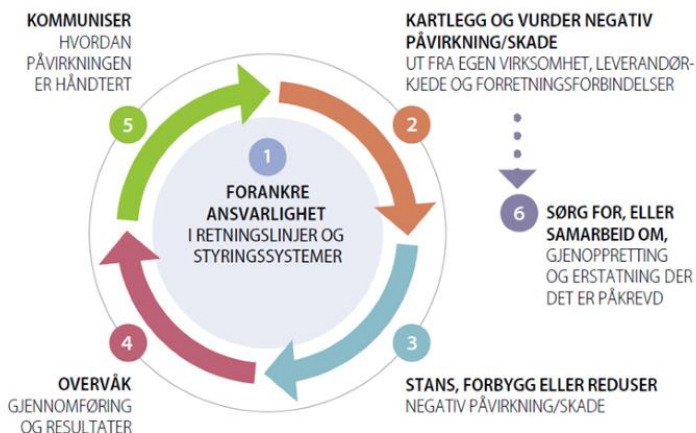 1
FORANKRE
ANSVARLIGHET
I RETNINGSLINJER OG
STYRINGSSYSTEMER
2
KARTLEGG OG VURDER NEGATIV
PÅVIRKNING/SKADE
UT FRA EGEN VIRKSOMHET, LEVERANDØR-
KJEDE OG FORRETNINGSFORBINDELSER
3
STANS, FORBYGG ELLER REDUSER
NEGATIV PÅVIRKNING/SKADE
4
OVERVÅK
GJENNOMFØRING
OG RESULTATER
5
KOMMUNISER
HVORDAN
PÅVIRKNINGEN
ER HÅNDTERT
6
SØRG FOR, ELLER
SAMARBEID OM,
GJENOPPRETTING
OG ERSTATNING DER
DET ER PÅKREVD